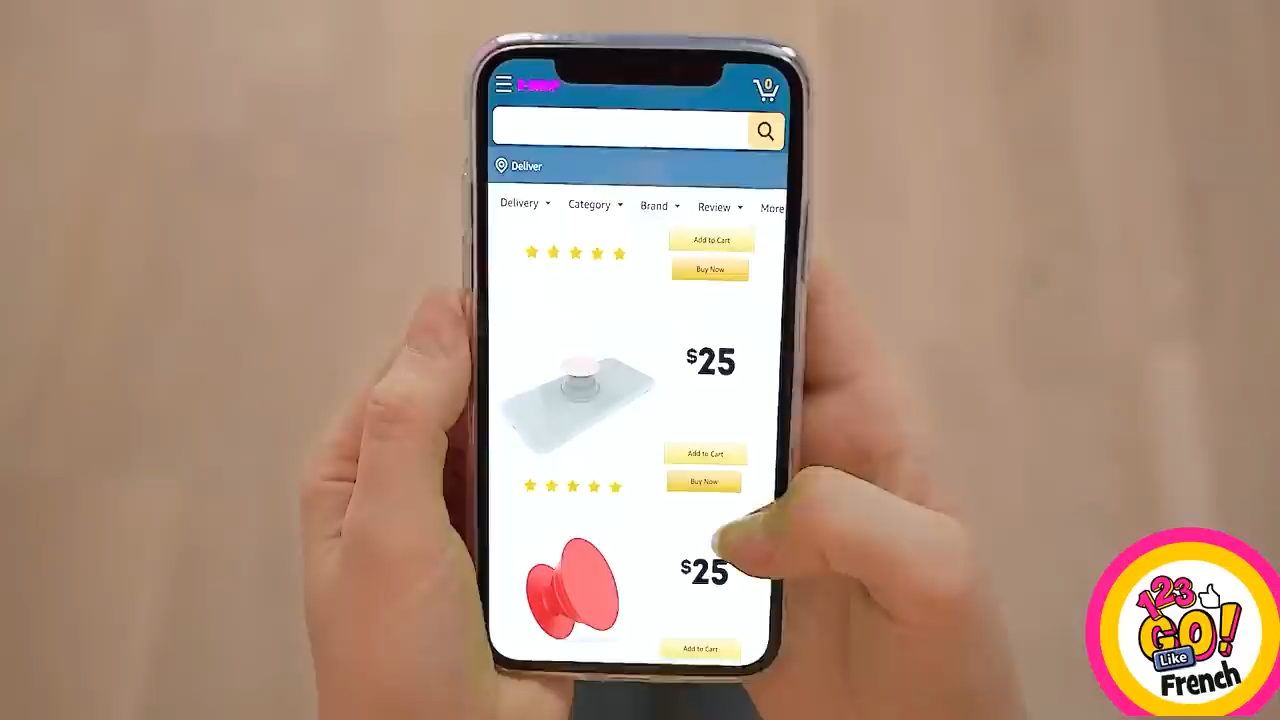 0
Deliver
Delivery Category Brand Review More
Add to Cart
Buy Now
$25
Add to Cart
Buy Now
$25
Add to Cart
123
GO!
Like
French